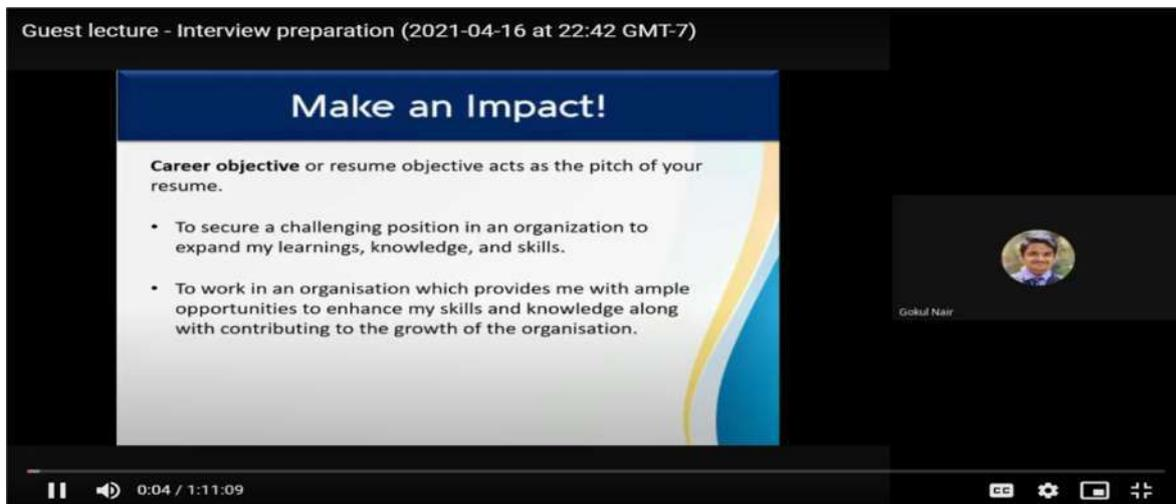 Guest lecture - Interview preparation (2021-04-16 at 22:42 GMT-7)
Make an Impact!
Career objective or resume objective acts as the pitch of your
resume.
• To secure a challenging position in an organization to
expand my learnings, knowledge, and skills.
• To work in an organisation which provides me with ample
opportunities to enhance my skills and knowledge along
with contributing to the growth of the organisation.
Gokul Nair
0:04 / 1:11:09
CC